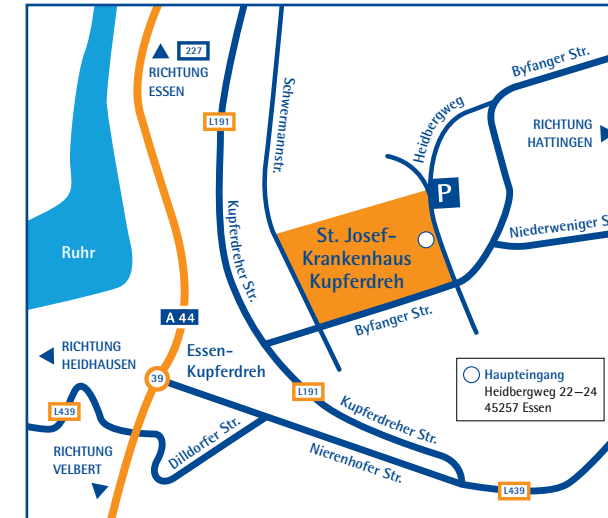 227
RICHTUNG
ESSEN
L191
Schwermannstr.
Heidbergweg
Byfanger Str.
RICHTUNG
HATTINGEN
P
Kupferdreher Str.
St. Josef-
Krankenhaus
Kupferdreh
Niederweniger S
Ruhr
A 44
Byfanger Str.
RICHTUNG
HEIDHAUSEN
Essen-
Kupferdreh
39
L191
Haupteingang
Heidbergweg 22–24
45257 Essen
L439
Kupferdreher Str.
Dilldorfer Str.
Nierenhofer Str.
RICHTUNG
VELBERT
L439